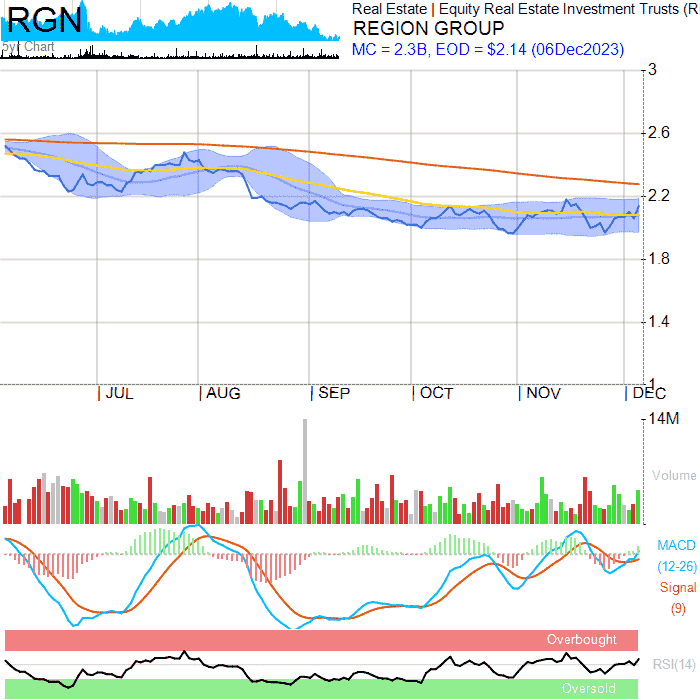 RGN
5yr Chart
Real Estate | Equity Real Estate Investment Trusts (R
REGION GROUP
MC = 2.3B, EOD = $2.14 (06Dec2023)
3
2.6
2.2
1.8
1.4
1
JUL AUG SEP OCT NOV DEC
14M
Volume
MACD
(12-26)
Signal
(9)
Overbought
RSI(14)
Oversold